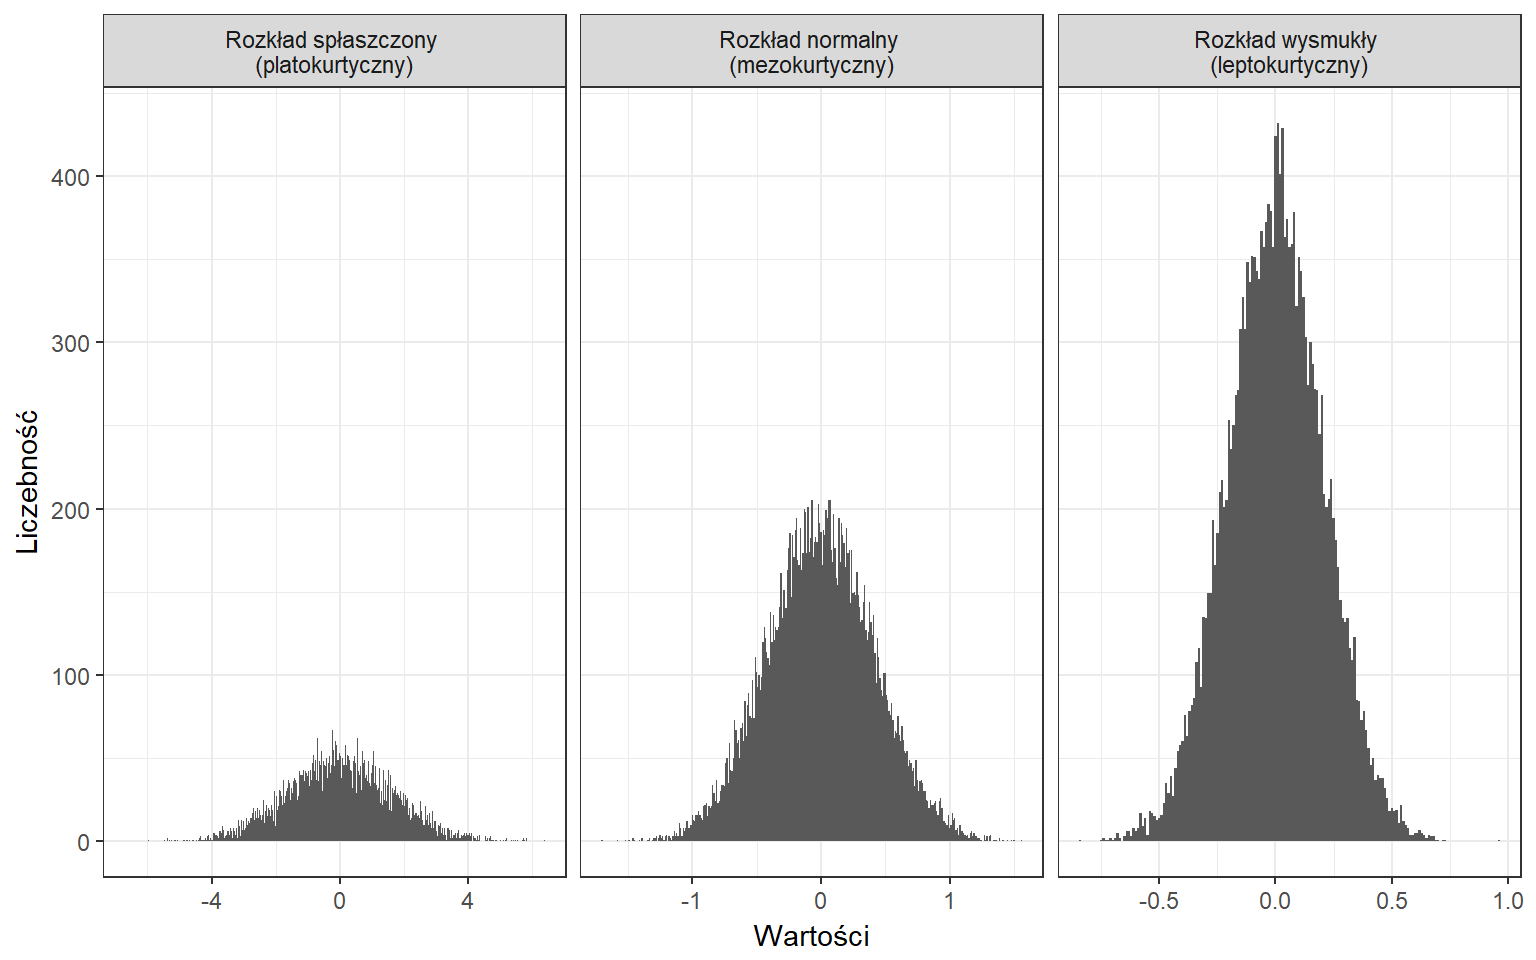 Rozkład spłaszczony
(platokurtyczny)
Rozkład normalny
(mezokurtyczny)
Rozkład wysmukły
(leptokurtyczny)
Liczebność
400
300
200
100
0
-4
0
4
-1
0
1
-0.5
0.0
0.5
1.0
Wartości